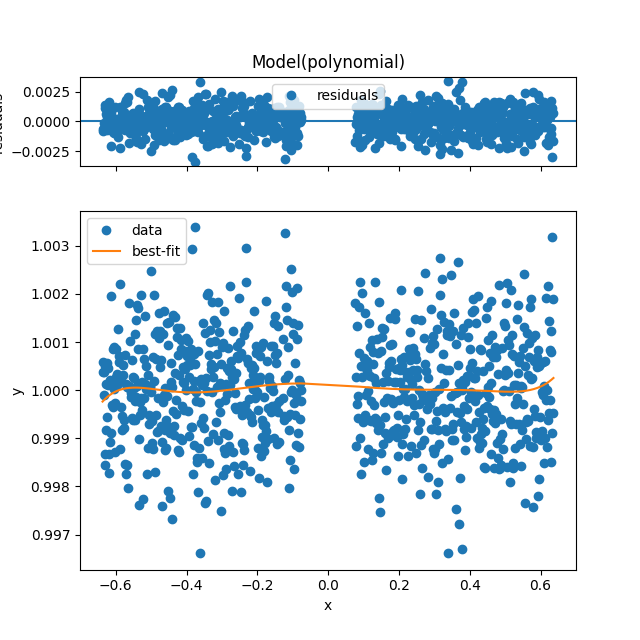 Model(polynomial)
residuals
0.0025
0.0000
−0.0025
residuals
data
best-fit
1.003
1.002
1.001
1.000
0.999
0.998
0.997
y
−0.6
−0.4
−0.2
0.0
0.2
0.4
0.6
x